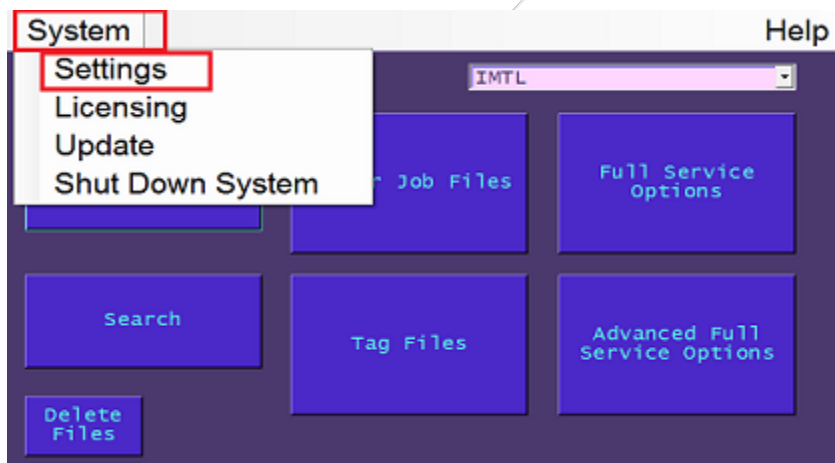 System
Help
Settings
IMTL
Licensing
Update
Shut Down System
Job Files
Full Service
Options
Search
Tag Files
Advanced Full
Service Options
Delete
Files